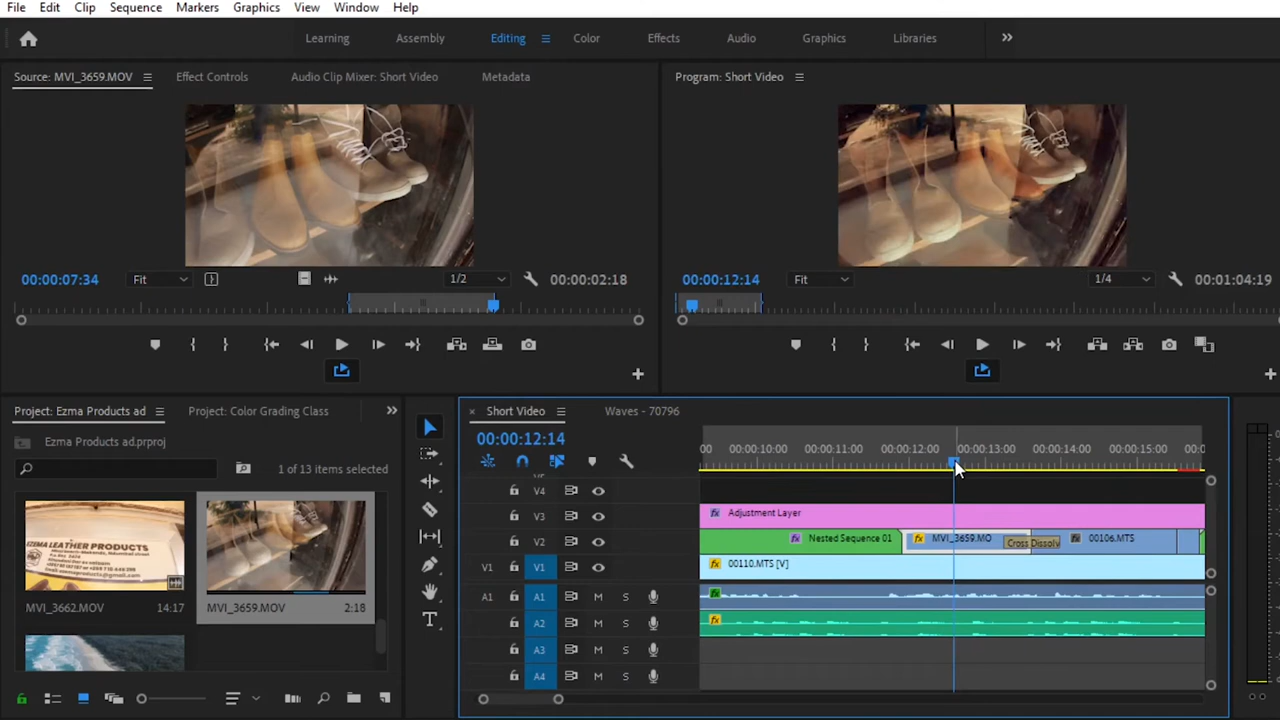 File Edit Clip Sequence Markers Graphics View Window Help
Learning Assembly Editing Color Effects Audio Graphics Libraries
Source: MVI_3659.MOV Effect Controls Audio Clip Mixer: Short Video Metadata
Program: Short Video
00:00:07:34 Fit 1/2 00:00:02:18
00:00:12:14 Fit 1/4 00:01:04:19
Project: Ezma Products ad Project: Color Grading Class
Ezma Products ad.prproj
1 of 13 items selected
EZEMA LEATHER PRODUCTS
MVI_3662.MOV 14:17
MVI_3659.MOV 2:18
Short Video Waves - 70796
00:00:12:14
00 00:00:10:00 00:00:11:00 00:00:12:00 00:00:13:00 00:00:14:00 00:00:15:00 00:0
V4
V3 Adjustment Layer
V2 Nested Sequence 01 MVI_3659.MO Cross Dissolv 00106.MTS
V1 V1 00110.MTS [V]
A1 A1 M S
A2 M S
A3 M S
A4 M S